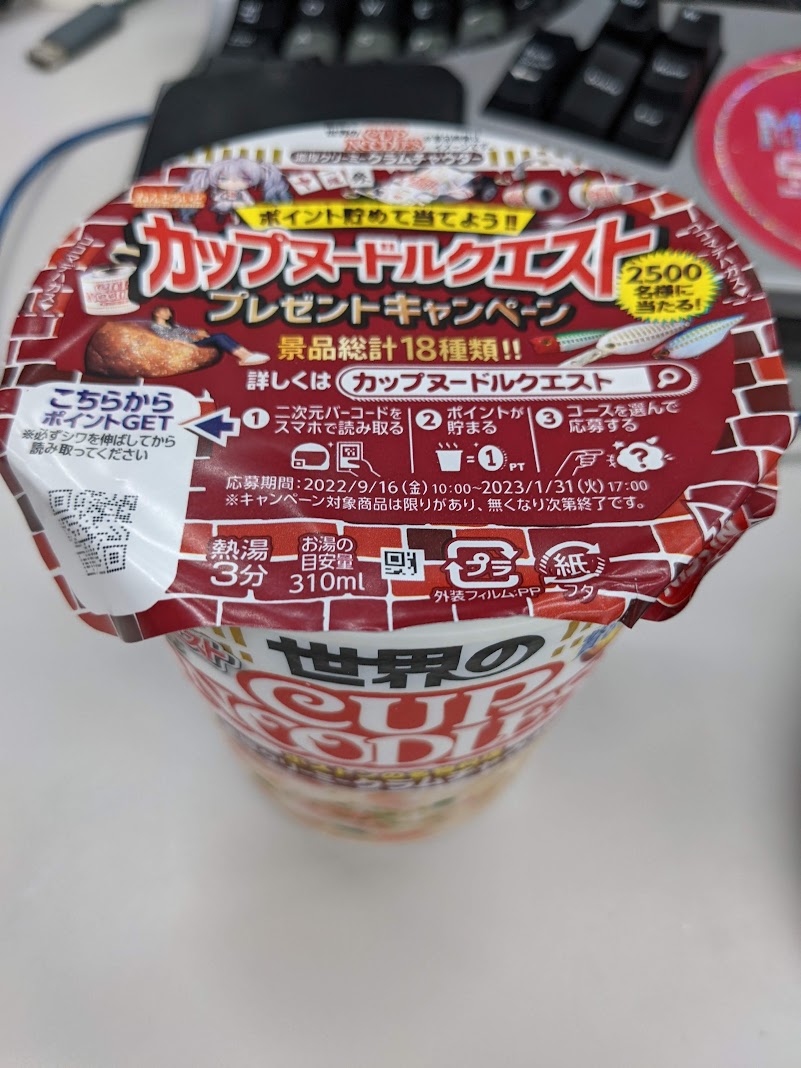 CUP
NOODLES
濃厚クリーミークラムチャウダー
ポイント貯めて当てよう!!
カップヌードルクエスト
プレゼントキャンペーン
2500
名様に
当たる!
景品総計18種類!!
詳しくは カップヌードルクエスト
こちらから
ポイントGET
※必ずシワを伸ばしてから
読み取ってください
1 二次元バーコードを
スマホで読み取る
2 ポイントが
貯まる
3 コースを選んで
応募する
=1PT
?
応募期間:2022/9/16(金)10:00~2023/1/31(火)17:00
※キャンペーン対象商品は限りがあり、無くなり次第終了です。
熱湯
3分
お湯の
目安量
310ml
プラ
外装フィルム:PP
紙
フタ
世界の
CUP
NOODLES